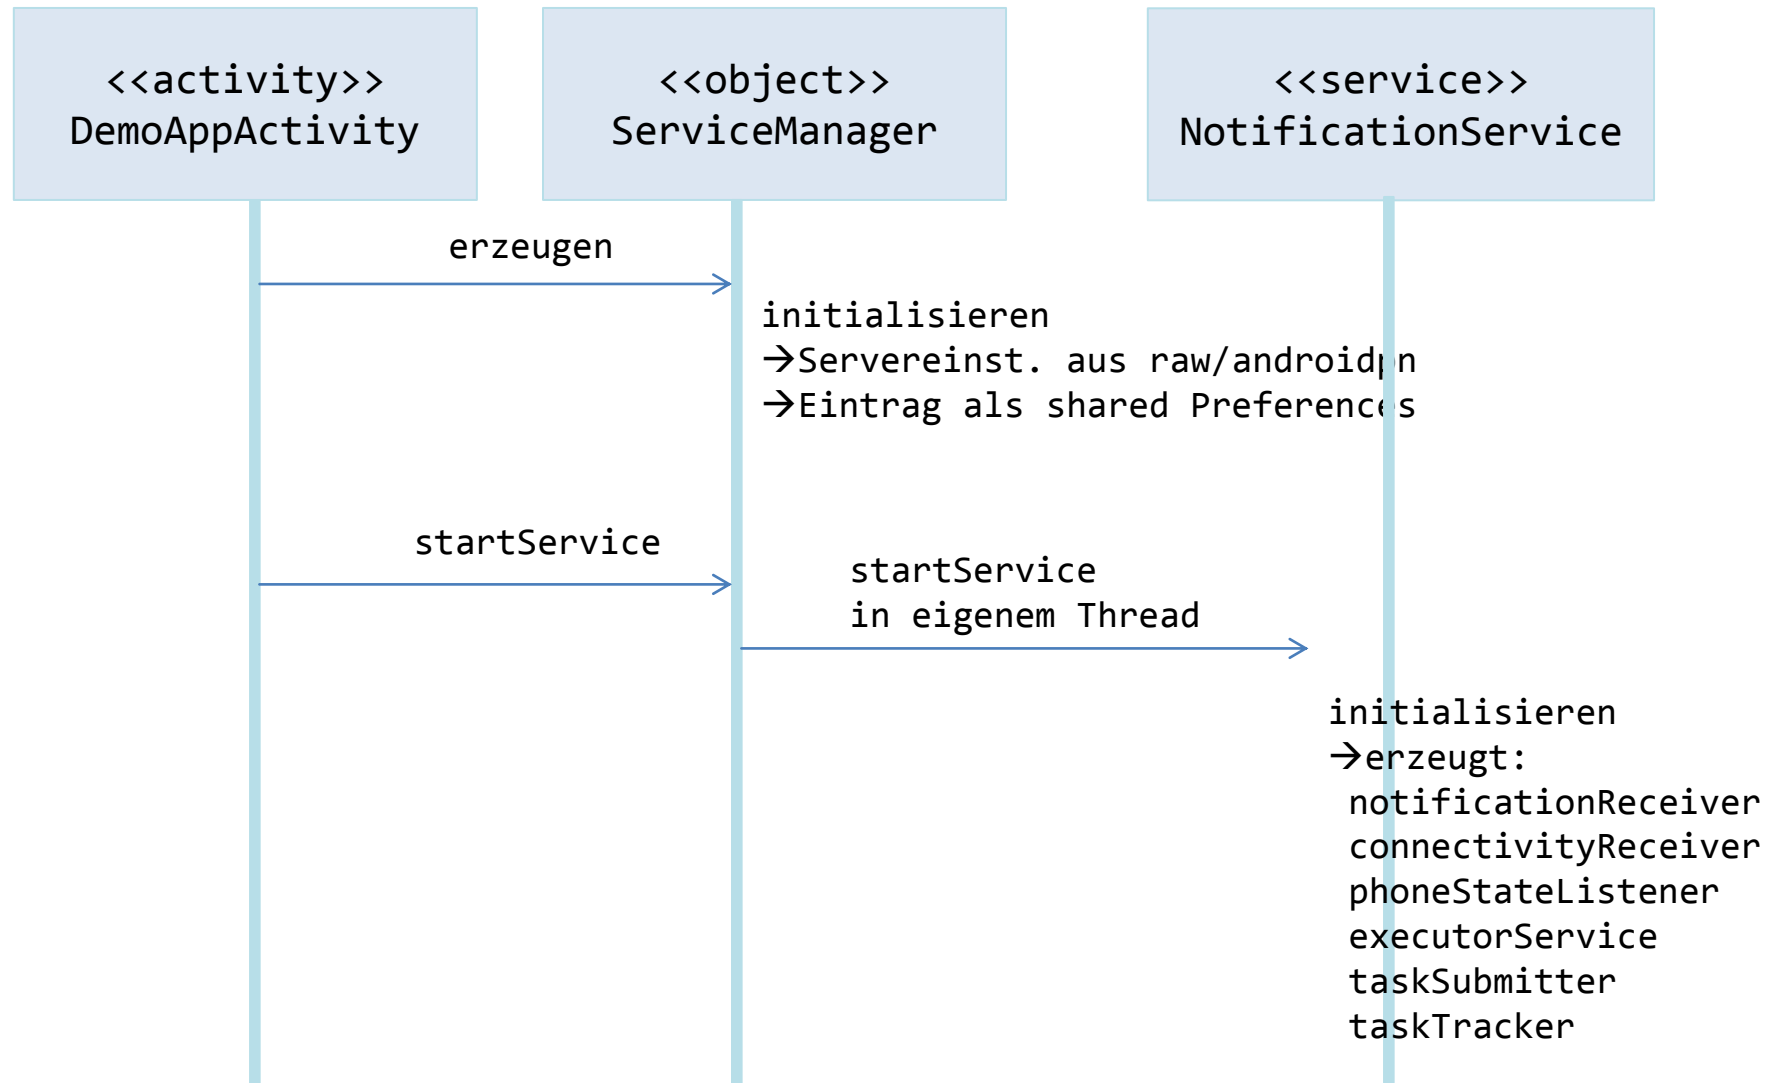 <<activity>>
DemoAppActivity
<<object>>
ServiceManager
<<service>>
NotificationService
erzeugen
initialisieren
→Servereinst. aus raw/androidpn
→Eintrag als shared Preferences
startService
startService
in eigenem Thread
initialisieren
→erzeugt:
notificationReceiver
connectivityReceiver
phoneStateListener
executorService
taskSubmitter
taskTracker